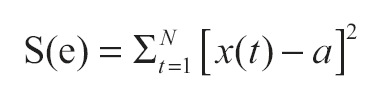 S(e) = Σ_{t=1}^{N} [x(t) – a]²